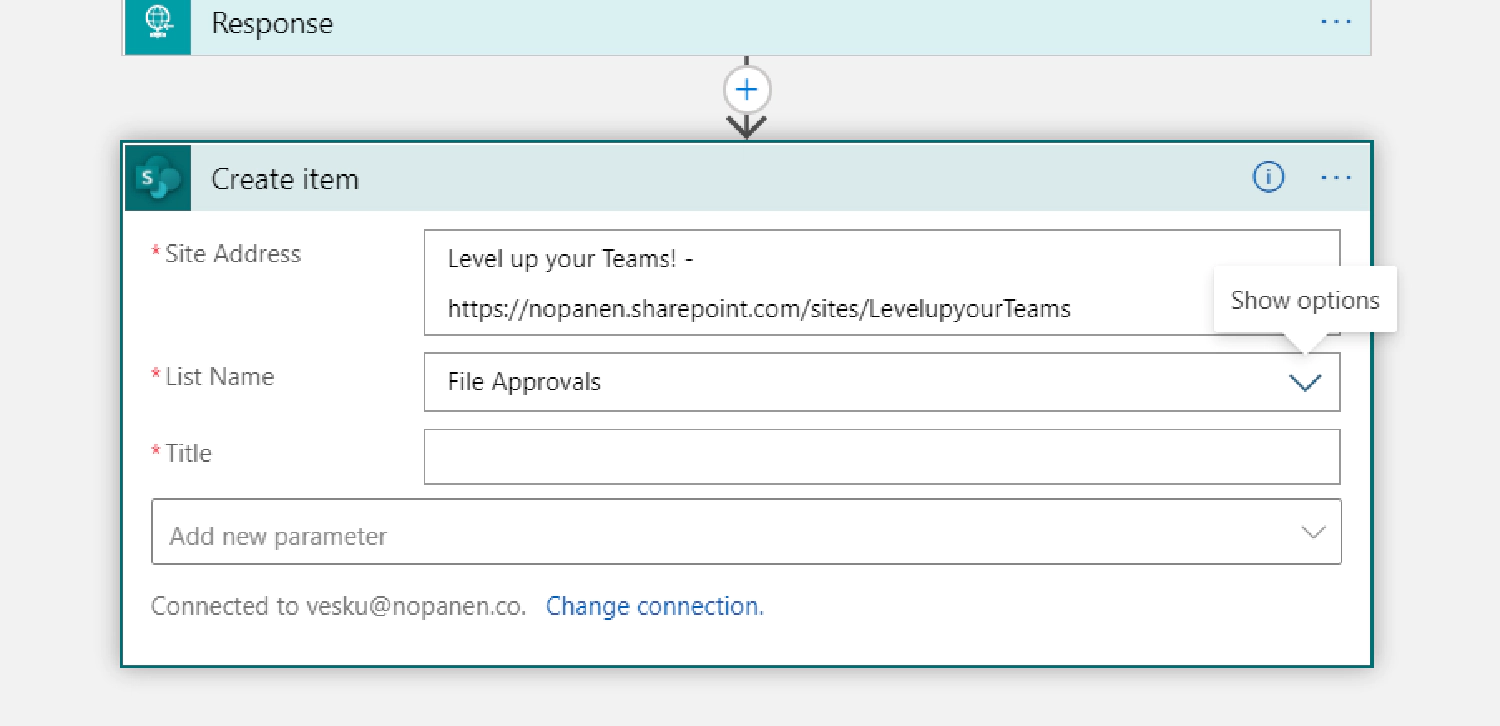 Response
Create item
* Site Address
Level up your Teams! -
https://nopanen.sharepoint.com/sites/LevelupyourTeams
Show options
* List Name
File Approvals
* Title
Add new parameter
Connected to vesku@nopanen.co. Change connection.